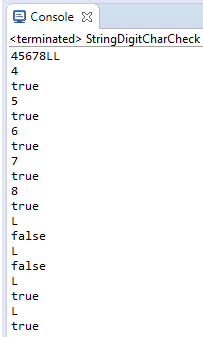 Console
<terminated> StringDigitCharCheck
45678LL
4
true
5
true
6
true
7
true
8
true
L
false
L
false
L
true
L
true